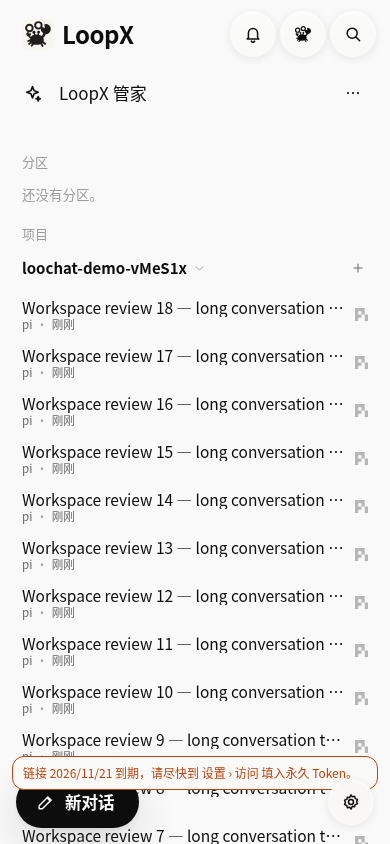 LoopX
LoopX 管家
分区
还没有分区。
项目
loochat-demo-vMeS1x
Workspace review 18 — long conversation ···
pi · 刚刚
Workspace review 17 — long conversation ···
pi · 刚刚
Workspace review 16 — long conversation ···
pi · 刚刚
Workspace review 15 — long conversation ···
pi · 刚刚
Workspace review 14 — long conversation ···
pi · 刚刚
Workspace review 13 — long conversation ···
pi · 刚刚
Workspace review 12 — long conversation ···
pi · 刚刚
Workspace review 11 — long conversation ···
pi · 刚刚
Workspace review 10 — long conversation ···
pi · 刚刚
Workspace review 9 — long conversation t···
链接 2026/11/21 到期，请尽快到 设置 › 访问 填入永久 Token。
long conversation t···
新对话
Workspace review 7 — long conversation t···